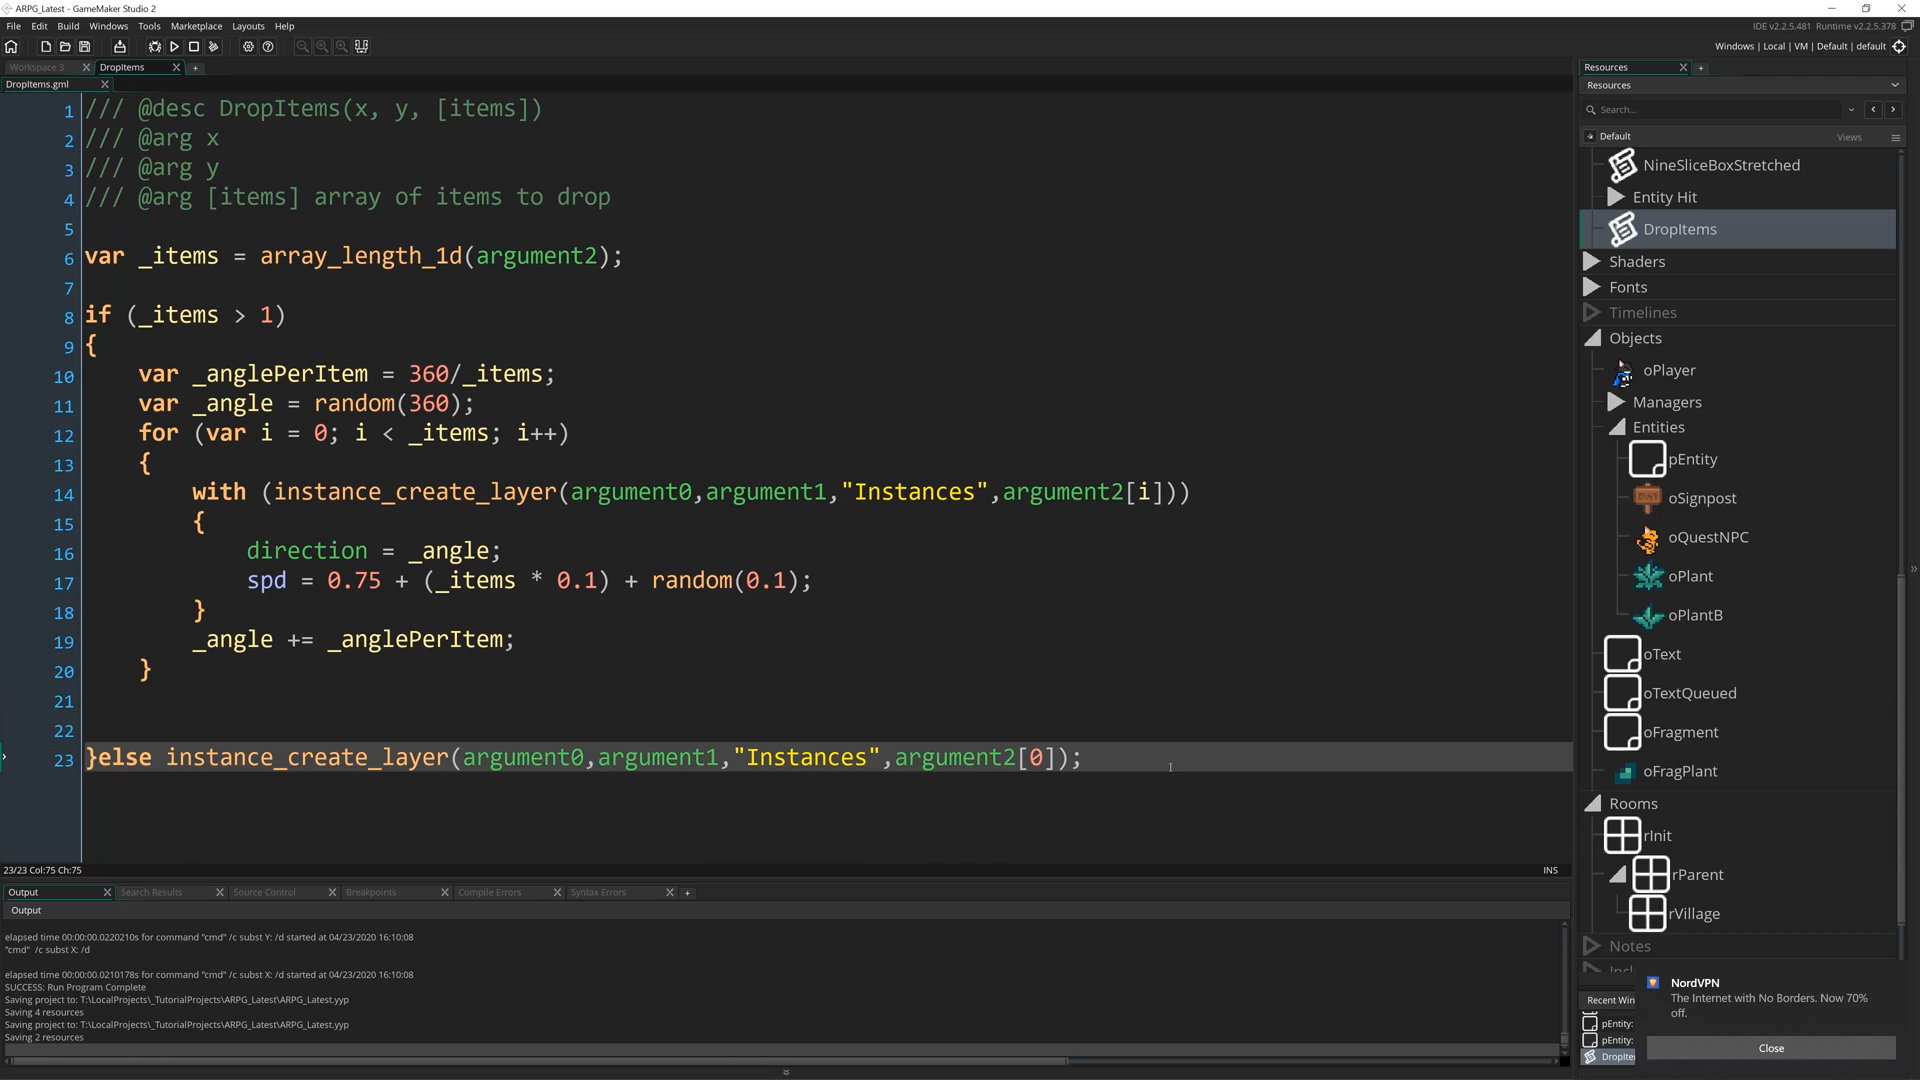 ARPG_Latest - GameMaker Studio 2
File Edit Build Windows Tools Marketplace Layouts Help
IDE v2.2.5.481 Runtime v2.2.5.378
Windows | Local | VM | Default | default
Workspace 3
DropItems
DropItems.gml
1 /// @desc DropItems(x, y, [items])
2 /// @arg x
3 /// @arg y
4 /// @arg [items] array of items to drop
5
6 var _items = array_length_1d(argument2);
7
8 if (_items > 1)
9 {
10 var _anglePerItem = 360/_items;
11 var _angle = random(360);
12 for (var i = 0; i < _items; i++)
13 {
14 with (instance_create_layer(argument0,argument1,"Instances",argument2[i]))
15 {
16 direction = _angle;
17 spd = 0.75 + (_items * 0.1) + random(0.1);
18 }
19 _angle += _anglePerItem;
20 }
21
22
23 }else instance_create_layer(argument0,argument1,"Instances",argument2[0]);
23/23 Col:75 Ch:75
INS
Output Search Results Source Control Breakpoints Compile Errors Syntax Errors
Output
elapsed time 00:00:00.0220210s for command "cmd" /c subst Y: /d started at 04/23/2020 16:10:08
"cmd" /c subst X: /d
elapsed time 00:00:00.0210178s for command "cmd" /c subst X: /d started at 04/23/2020 16:10:08
SUCCESS: Run Program Complete
Saving project to: T:\LocalProjects\_TutorialProjects\ARPG_Latest\ARPG_Latest.yyp
Saving 4 resources
Saving project to: T:\LocalProjects\_TutorialProjects\ARPG_Latest\ARPG_Latest.yyp
Saving 2 resources
Resources
Resources
Search...
Default
Views
NineSliceBoxStretched
Entity Hit
DropItems
Shaders
Fonts
Timelines
Objects
oPlayer
Managers
Entities
pEntity
oSignpost
oQuestNPC
oPlant
oPlantB
oText
oTextQueued
oFragment
oFragPlant
Rooms
rInit
rParent
rVillage
Notes
Recent Win
pEntity:
pEntity:
DropIte
NordVPN
The Internet with No Borders. Now 70%
off.
Close